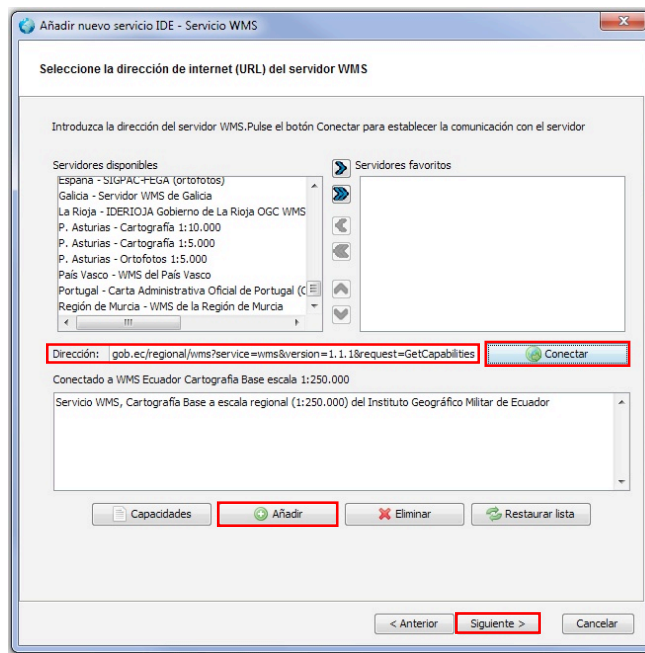 Añadir nuevo servicio IDE - Servicio WMS
Seleccione la dirección de internet (URL) del servidor WMS
Introduzca la dirección del servidor WMS.Pulse el botón Conectar para establecer la comunicación con el servidor
Servidores disponibles
Servidores favoritos
España - SIGPAC-FEGA (ortofotos)
Galicia - Servidor WMS de Galicia
La Rioja - IDERIOJA Gobierno de La Rioja OGC WMS
P. Asturias - Cartografía 1:10.000
P. Asturias - Cartografía 1:5.000
P. Asturias - Ortofotos 1:5.000
País Vasco - WMS del País Vasco
Portugal - Carta Administrativa Oficial de Portugal (C
Región de Murcia - WMS de la Región de Murcia
Dirección: gob.ec/regional/wms?service=wms&version=1.1.1&request=GetCapabilities Conectar
Conectado a WMS Ecuador Cartografia Base escala 1:250.000
Servicio WMS, Cartografía Base a escala regional (1:250.000) del Instituto Geográfico Militar de Ecuador
Capacidades Añadir Eliminar Restaurar lista
< Anterior Siguiente > Cancelar